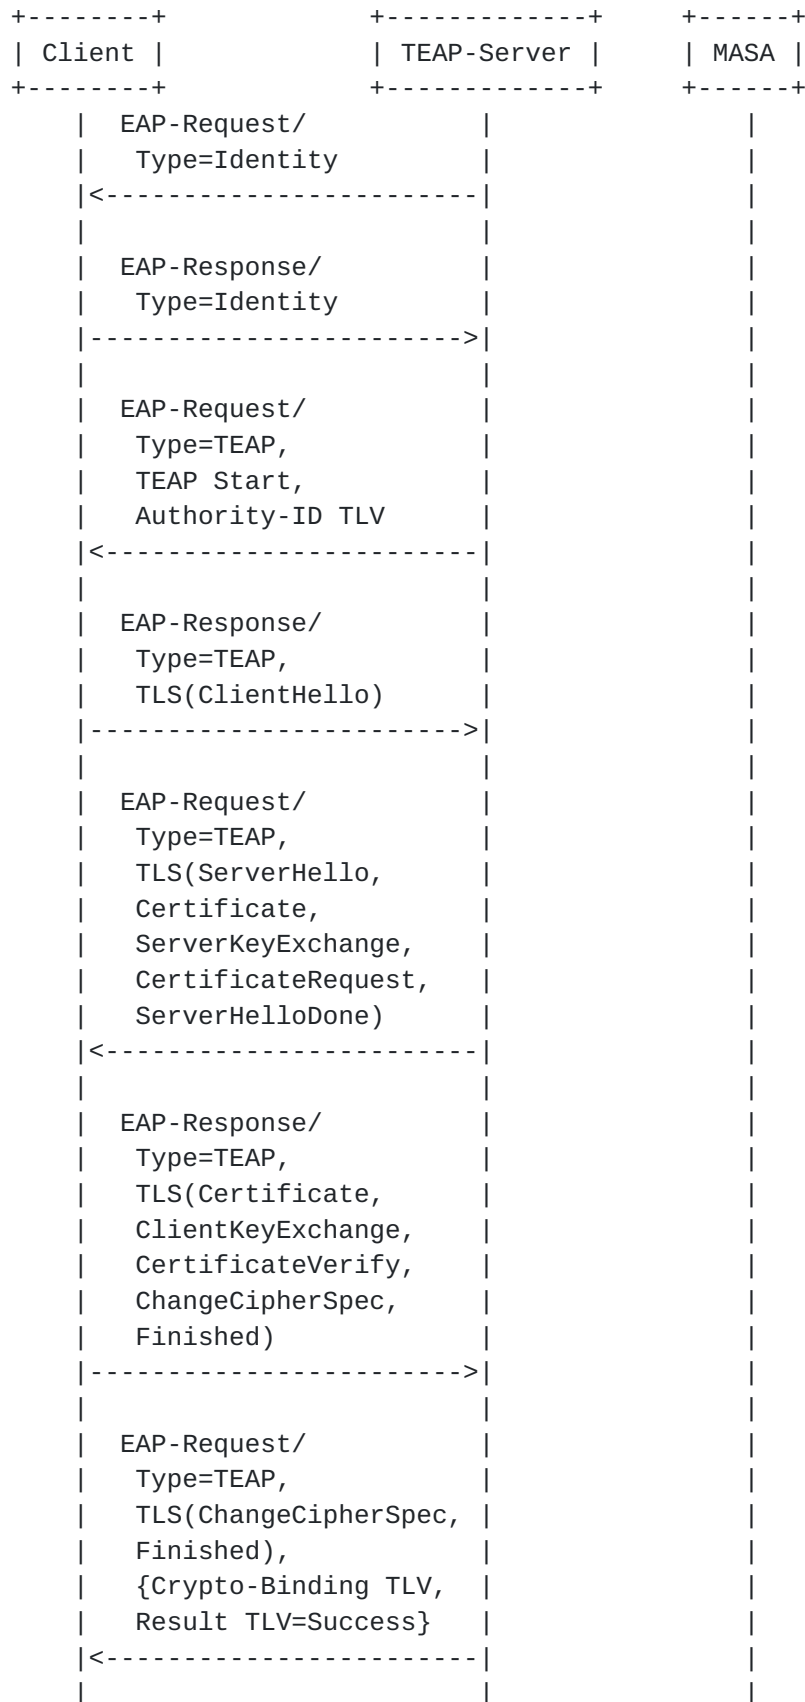 +--------+             +-------------+     +------+
| Client |             | TEAP-Server |     | MASA |
+--------+             +-------------+     +------+
    |  EAP-Request/           |                |
    |   Type=Identity         |                |
    |<------------------------|                |
    |                         |                |
    |  EAP-Response/          |                |
    |   Type=Identity         |                |
    |------------------------>|                |
    |                         |                |
    |  EAP-Request/           |                |
    |   Type=TEAP,            |                |
    |   TEAP Start,           |                |
    |   Authority-ID TLV      |                |
    |<------------------------|                |
    |                         |                |
    |  EAP-Response/          |                |
    |   Type=TEAP,            |                |
    |   TLS(ClientHello)      |                |
    |------------------------>|                |
    |                         |                |
    |  EAP-Request/           |                |
    |   Type=TEAP,            |                |
    |   TLS(ServerHello,      |                |
    |   Certificate,          |                |
    |   ServerKeyExchange,    |                |
    |   CertificateRequest,   |                |
    |   ServerHelloDone)      |                |
    |<------------------------|                |
    |                         |                |
    |  EAP-Response/          |                |
    |   Type=TEAP,            |                |
    |   TLS(Certificate,      |                |
    |   ClientKeyExchange,    |                |
    |   CertificateVerify,    |                |
    |   ChangeCipherSpec,     |                |
    |   Finished)             |                |
    |------------------------>|                |
    |                         |                |
    |  EAP-Request/           |                |
    |   Type=TEAP,            |                |
    |   TLS(ChangeCipherSpec, |                |
    |   Finished),            |                |
    |   {Crypto-Binding TLV,  |                |
    |   Result TLV=Success}   |                |
    |<------------------------|                |
    |                         |                |